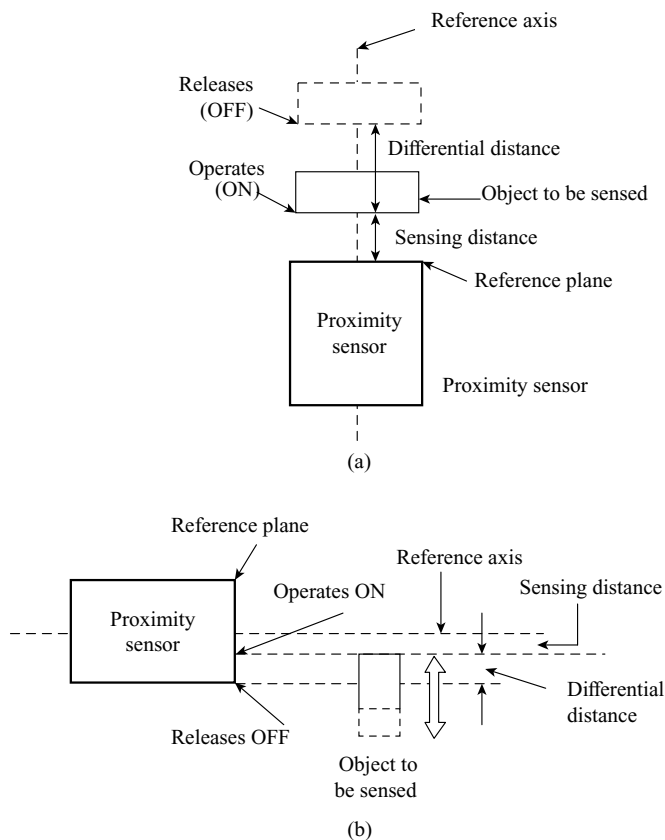 Reference axis
Releases
(OFF)
Differential distance
Operates
(ON)
Object to be sensed
Sensing distance
Reference plane
Proximity
sensor
Proximity sensor
(a)
Reference plane
Reference axis
Operates ON
Sensing distance
Proximity
sensor
Differential
distance
Releases OFF
Object to
be sensed
(b)